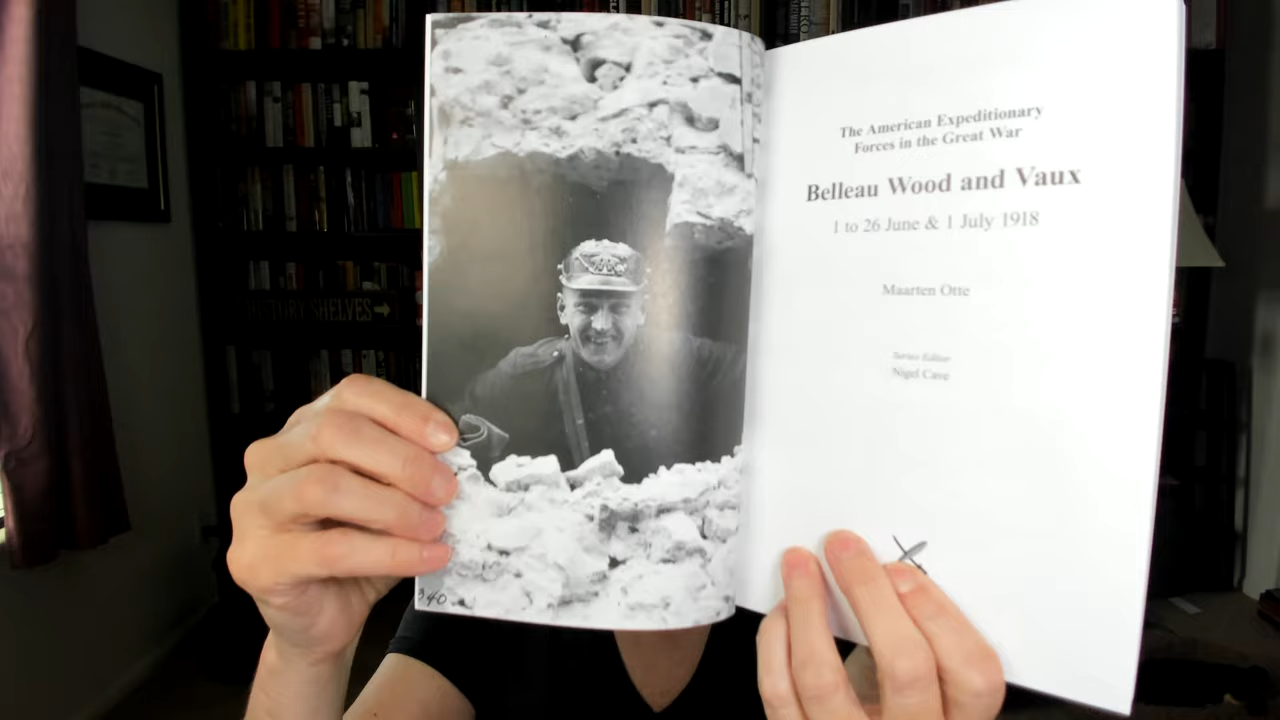 HISTORY SHELVES
340
The American Expeditionary
Forces in the Great War
Belleau Wood and Vaux
1 to 26 June & 1 July 1918
Maarten Otte
Series Editor
Nigel Cave